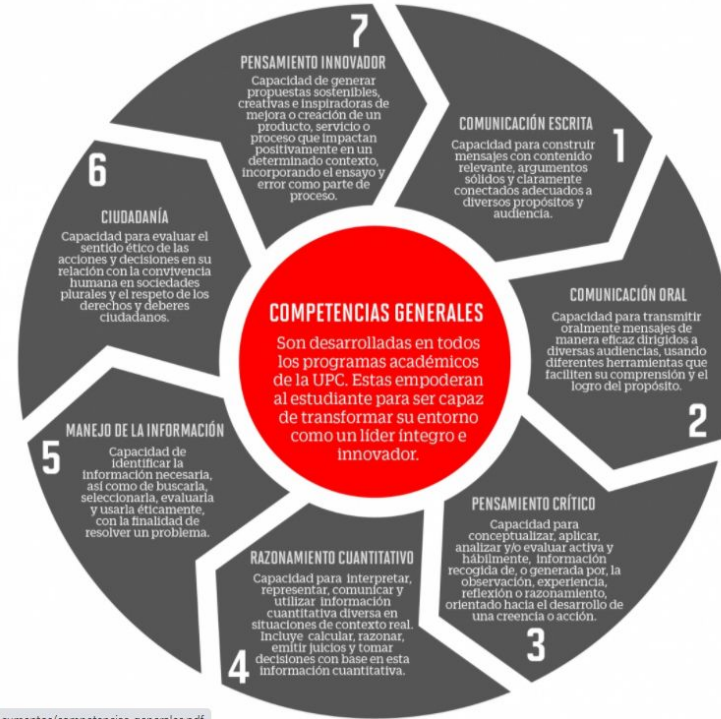 COMPETENCIAS GENERALES
Son desarrolladas en todos
los programas académicos
de la UPC. Estas empoderan
al estudiante para ser capaz
de transformar su entorno
como un líder íntegro e
innovador.
1
COMUNICACIÓN ESCRITA
Capacidad para construir
mensajes con contenido
relevante, argumentos
sólidos y claramente
conectados adecuados a
diversos propósitos y
audiencia.
COMUNICACIÓN ORAL
Capacidad para transmitir
oralmente mensajes de
manera eficaz dirigidos a
diversas audiencias, usando
diferentes herramientas que
faciliten su comprensión y el
logro del propósito.
2
PENSAMIENTO CRÍTICO
Capacidad para
conceptualizar, aplicar,
analizar y/o evaluar activa y
hábilmente, información
recogida de, o generada por, la
observación, experiencia,
reflexión o razonamiento,
orientado hacia el desarrollo de
una creencia o acción.
3
RAZONAMIENTO CUANTITATIVO
Capacidad para interpretar,
representar, comunicar y
utilizar información
cuantitativa diversa en
situaciones de contexto real.
Incluye calcular, razonar,
emitir juicios y tomar
decisiones con base en esta
información cuantitativa.
4
MANEJO DE LA INFORMACIÓN
5
Capacidad de
identificar la
información necesaria,
así como de buscarla,
seleccionarla, evaluarla
y usarla éticamente,
con la finalidad de
resolver un problema.
6
CIUDADANÍA
Capacidad para evaluar el
sentido ético de las
acciones y decisiones en su
relación con la convivencia
humana en sociedades
plurales y el respeto de los
derechos y deberes
ciudadanos.
7
PENSAMIENTO INNOVADOR
Capacidad de generar
propuestas sostenibles,
creativas e inspiradoras de
mejora o creación de un
producto, servicio o
proceso que impactan
positivamente en un
determinado contexto,
incorporando el ensayo y
error como parte de
proceso.